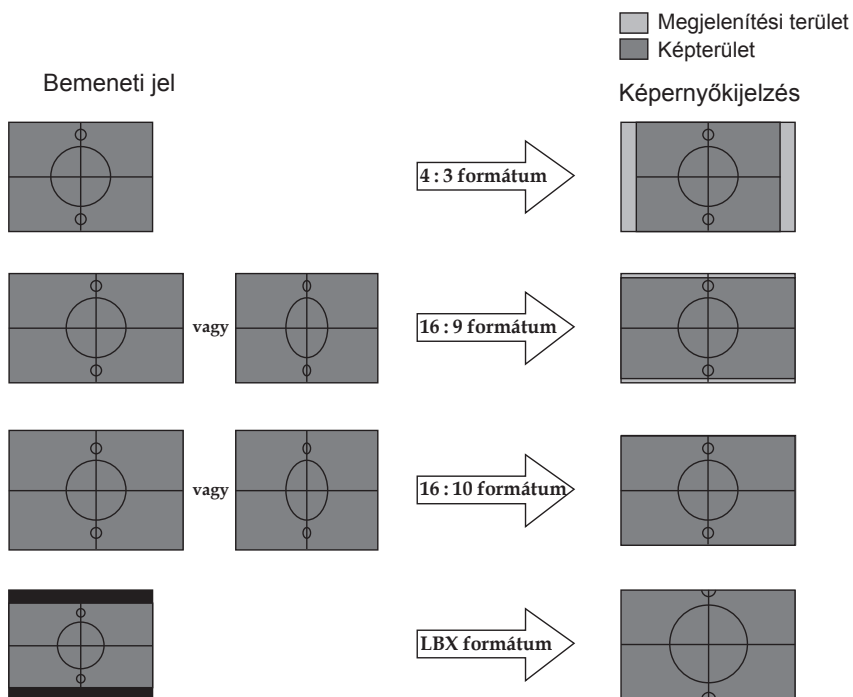 Megjelenítési terület
Képterület
Bemeneti jel
Képernyőkijelzés
4 : 3 formátum
vagy
16 : 9 formátum
vagy
16 : 10 formátum
LBX formátum